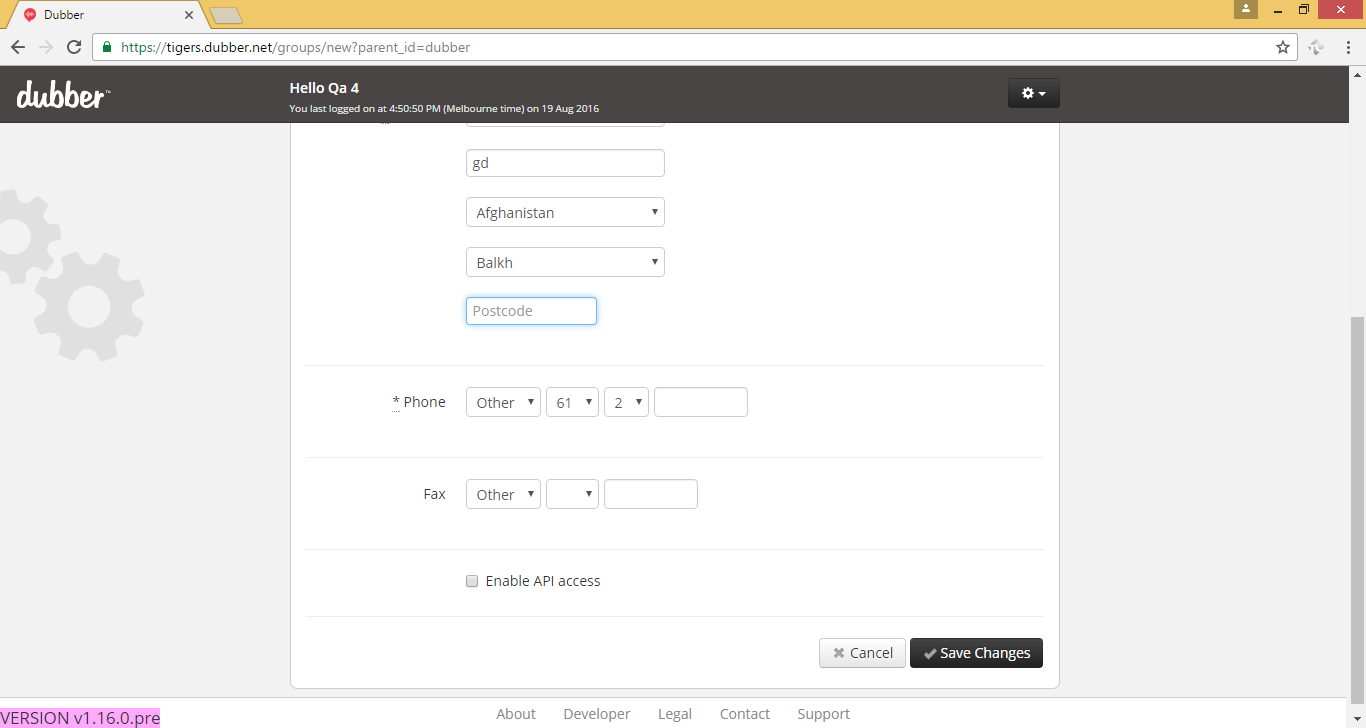 Dubber
https://tigers.dubber.net/groups/new?parent_id=dubber
dubber™
Hello Qa 4
You last logged on at 4:50:50 PM (Melbourne time) on 19 Aug 2016
gd
Afghanistan
Balkh
Postcode
* Phone Other 61 2
Fax Other
Enable API access
Cancel Save Changes
VERSION v1.16.0.pre
About Developer Legal Contact Support